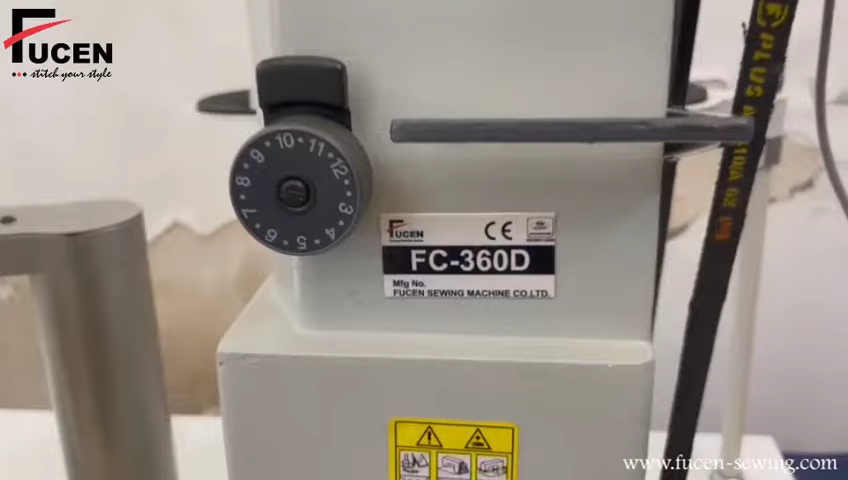 FUCEN
stitch your style
10 11 12
9
8
7
6
5
4
3
FUCEN
CE
FC-360D
Mfg No.
FUCEN SEWING MACHINE CO.LTD.
www.fucen-sewing.com/